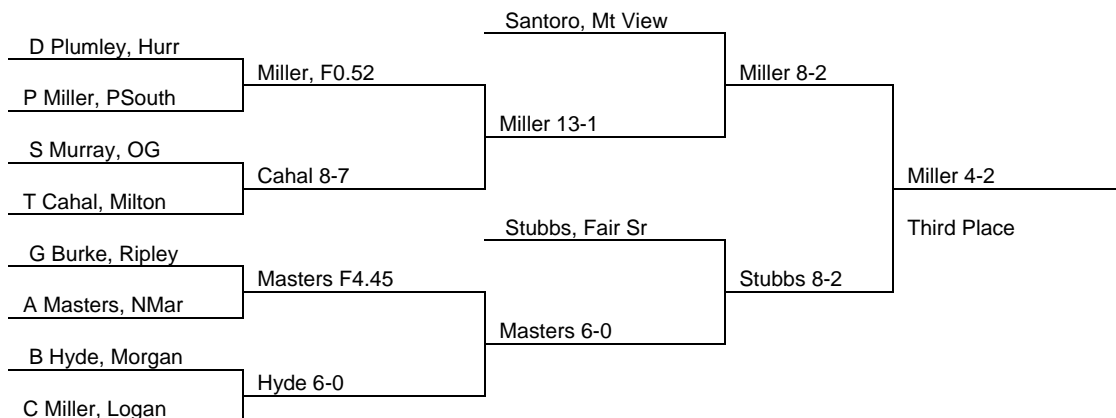 Santoro, Mt View
D Plumley, Hurr
Miller, F0.52
Miller 8-2
P Miller, PSouth
Miller 13-1
S Murray, OG
Cahal 8-7
Miller 4-2
T Cahal, Milton
Stubbs, Fair Sr
Third Place
G Burke, Ripley
Masters F4.45
Stubbs 8-2
A Masters, NMar
Masters 6-0
B Hyde, Morgan
Hyde 6-0
C Miller, Logan